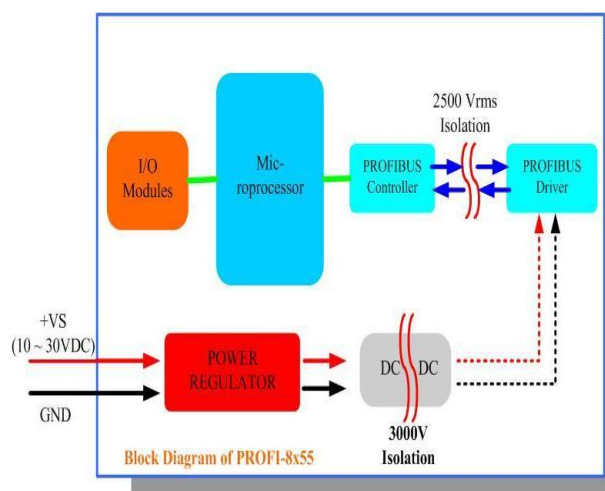 2500 Vrms
Isolation
I/O
Modules
Mic-
roprocessor
PROFIBUS
Controller
PROFIBUS
Driver
+VS
(10 ~ 30VDC)
GND
POWER
REGULATOR
DC DC
3000V
Isolation
Block Diagram of PROFI-8x55